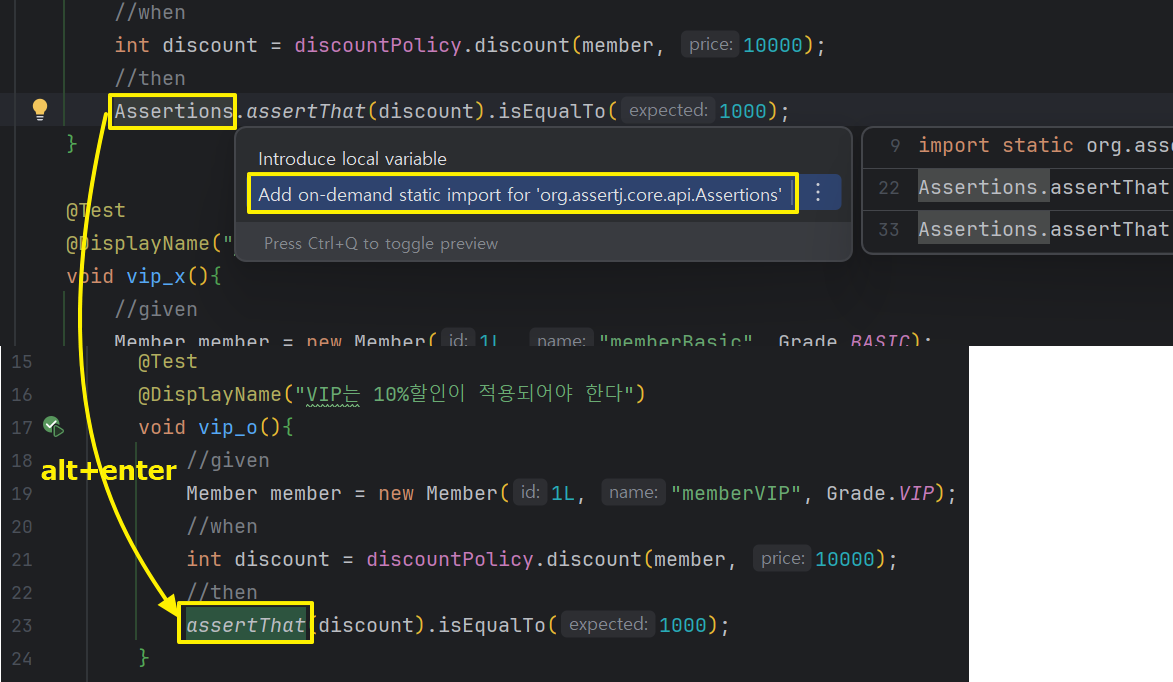 //when
int discount = discountPolicy.discount(member, price: 10000);
//then
Assertions.assertThat(discount).isEqualTo( expected: 1000);
}
Introduce local variable
Add on-demand static import for 'org.assertj.core.api.Assertions'
Press Ctrl+Q to toggle preview
9 import static org.ass
22 Assertions.assertThat
33 Assertions.assertThat
@Test
@DisplayName("
void vip_x(){
//given
Member member = new Member( id: 1L, name: "memberBasic", Grade.BASIC);
15 @Test
16 @DisplayName("VIP는 10%할인이 적용되어야 한다")
17 void vip_o(){
18 //given
alt+enter
19 Member member = new Member( id: 1L, name: "memberVIP", Grade.VIP);
20 //when
21 int discount = discountPolicy.discount(member, price: 10000);
22 //then
23 assertThat(discount).isEqualTo( expected: 1000);
24 }